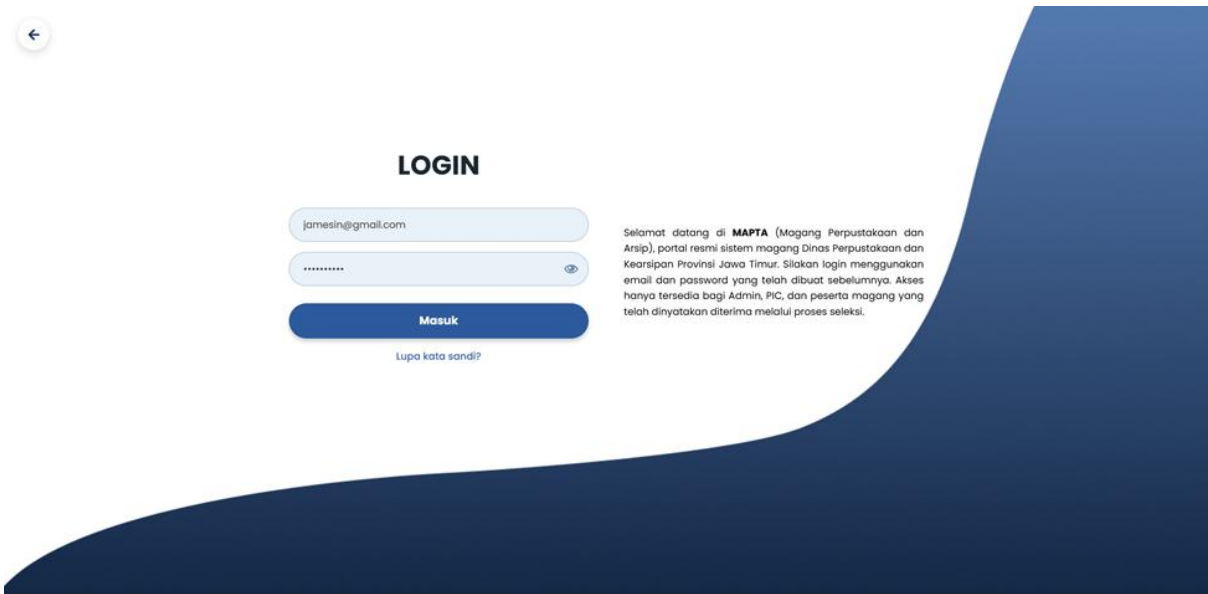 LOGIN
jamesin@gmail.com
••••••••••
Masuk
Lupa kata sandi?
Selamat datang di MAPTA (Magang Perpustakaan dan
Arsip), portal resmi sistem magang Dinas Perpustakaan dan
Kearsipan Provinsi Jawa Timur. Silakan login menggunakan
email dan password yang telah dibuat sebelumnya. Akses
hanya tersedia bagi Admin, PIC, dan peserta magang yang
telah dinyatakan diterima melalui proses seleksi.